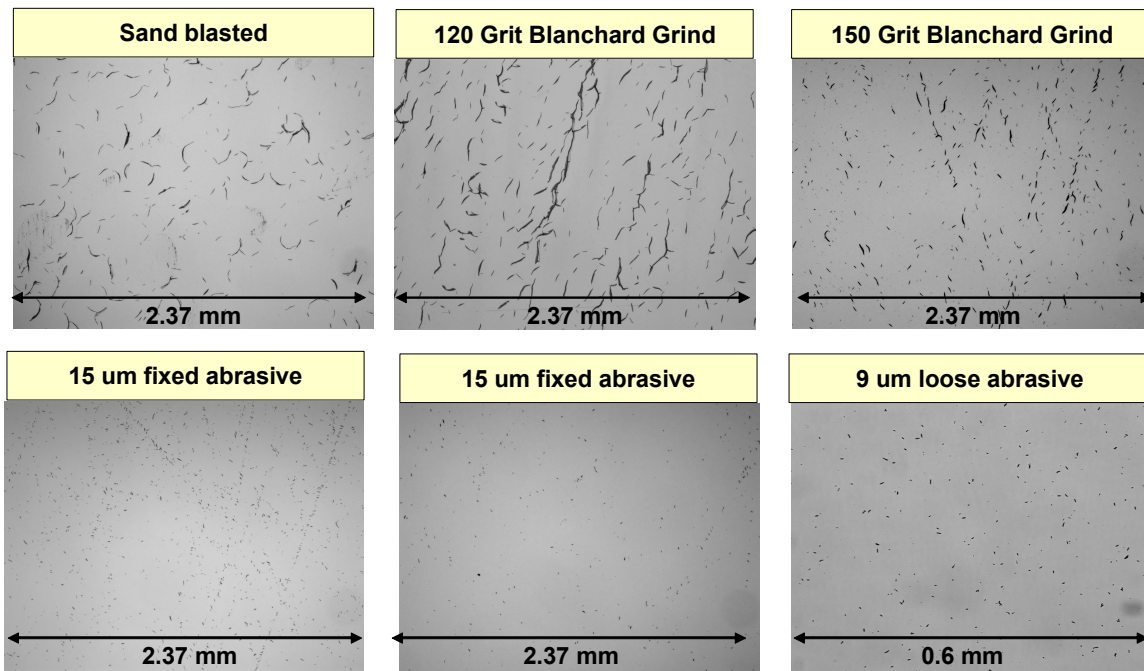 Sand blasted
120 Grit Blanchard Grind
150 Grit Blanchard Grind
2.37 mm
2.37 mm
2.37 mm
15 um fixed abrasive
15 um fixed abrasive
9 um loose abrasive
2.37 mm
2.37 mm
0.6 mm